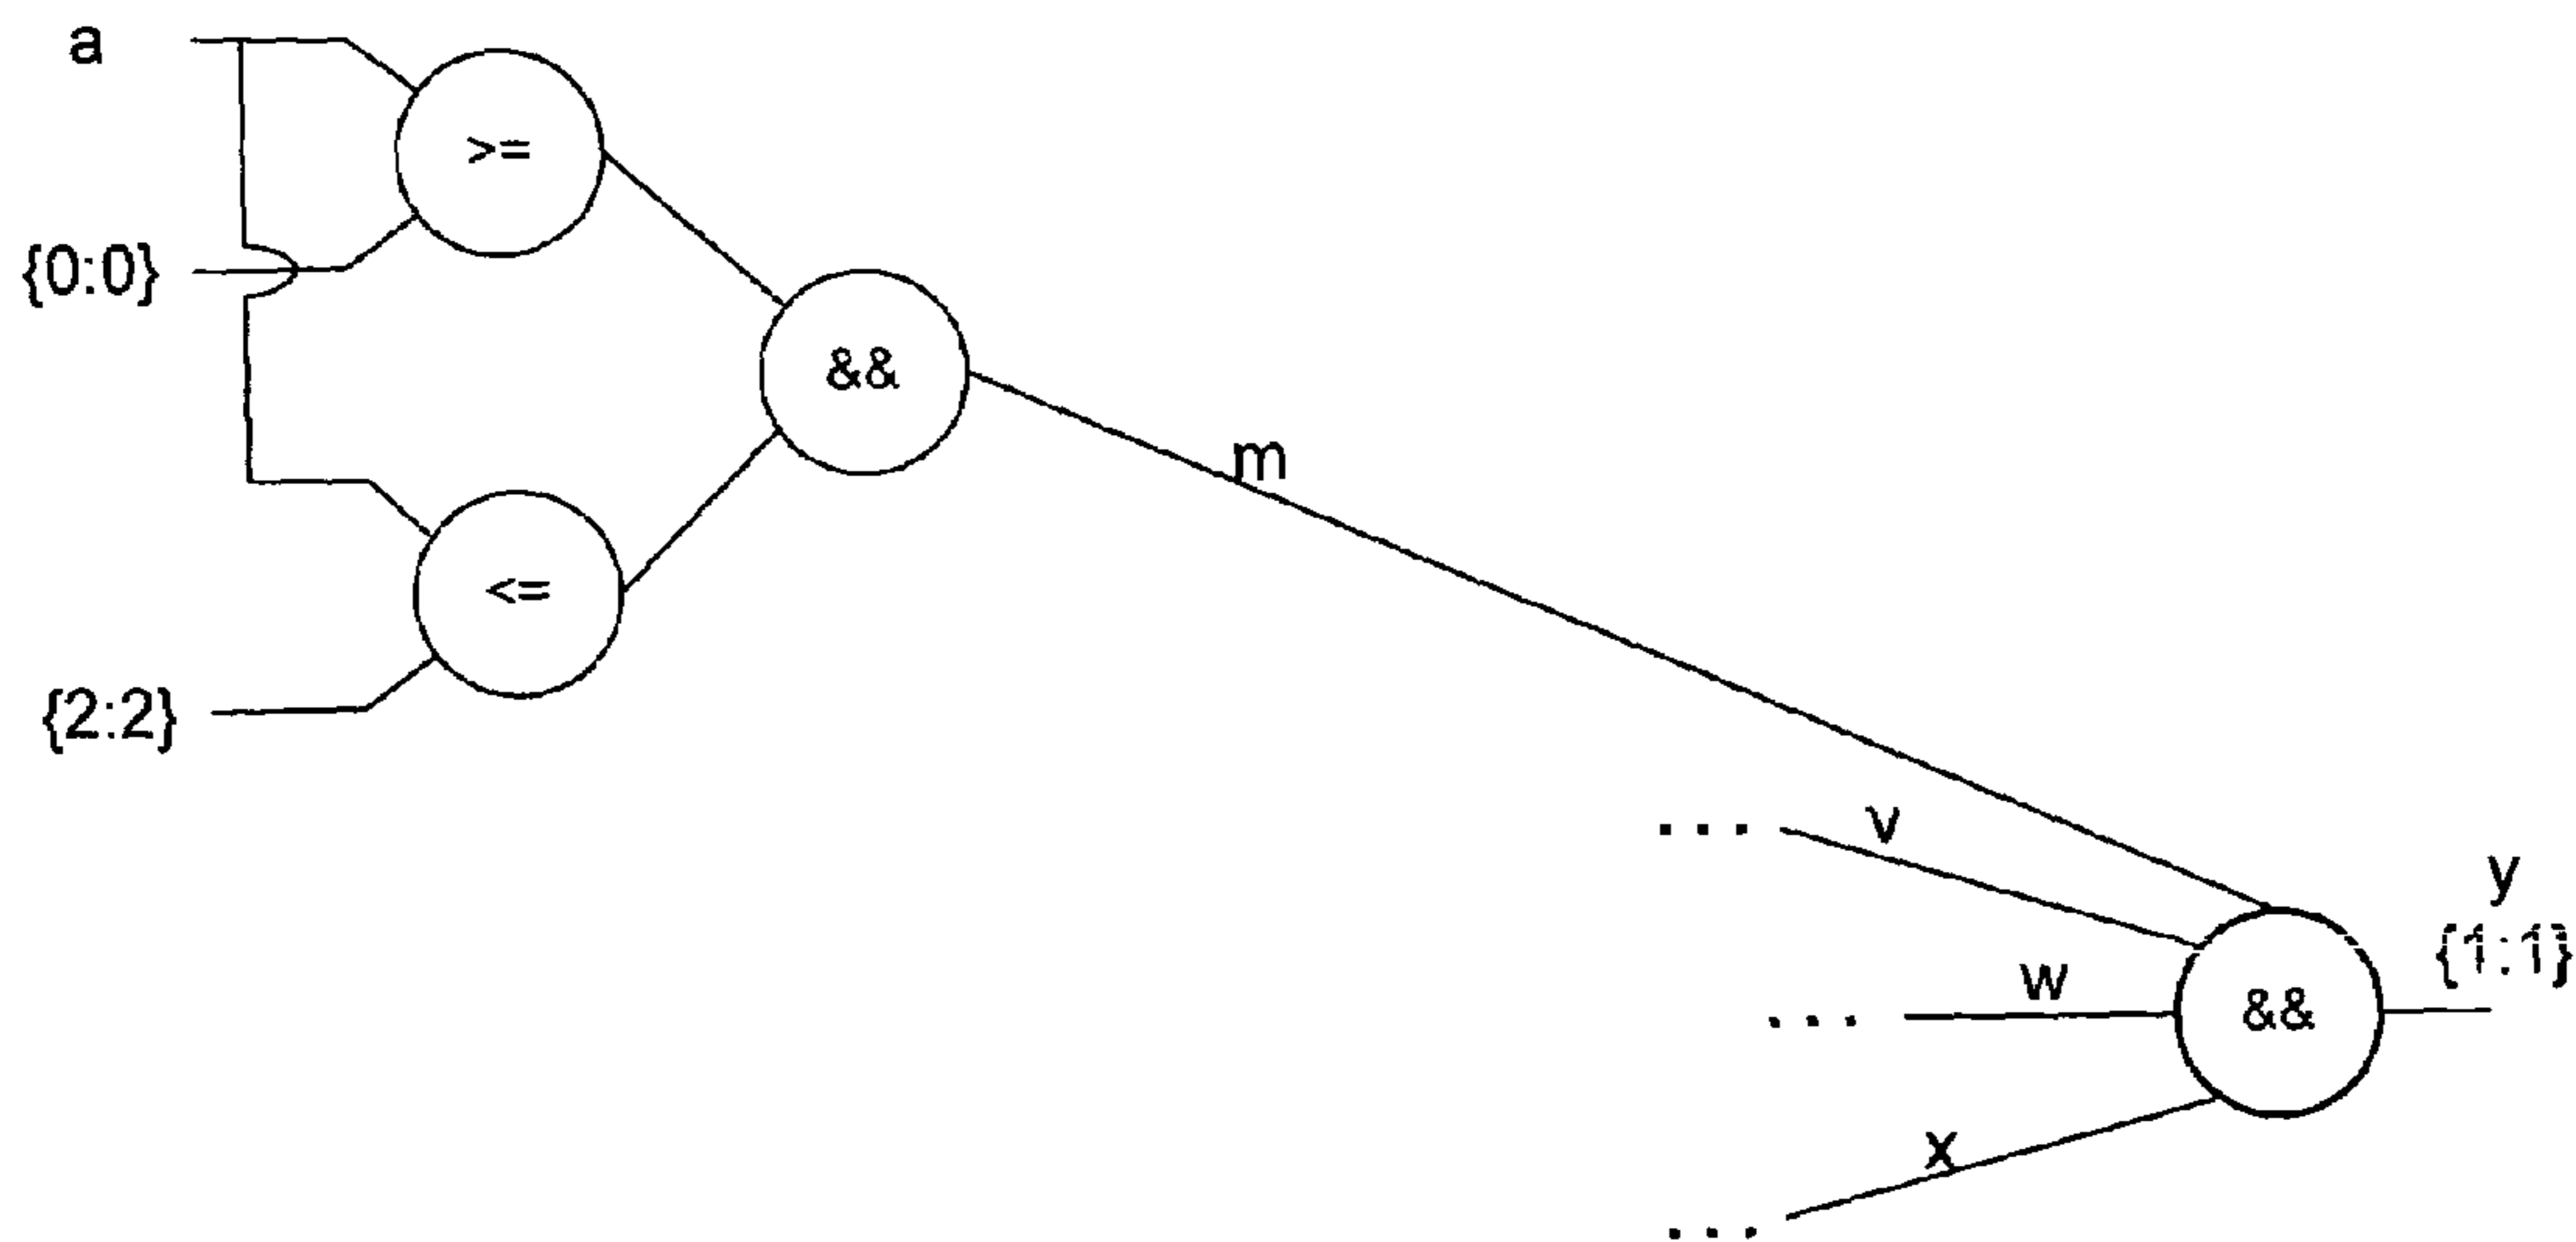 a
>=
{0:0}
&&
m
<=
{2:2}
... v
y
{1:1}
... w
&&
x
...